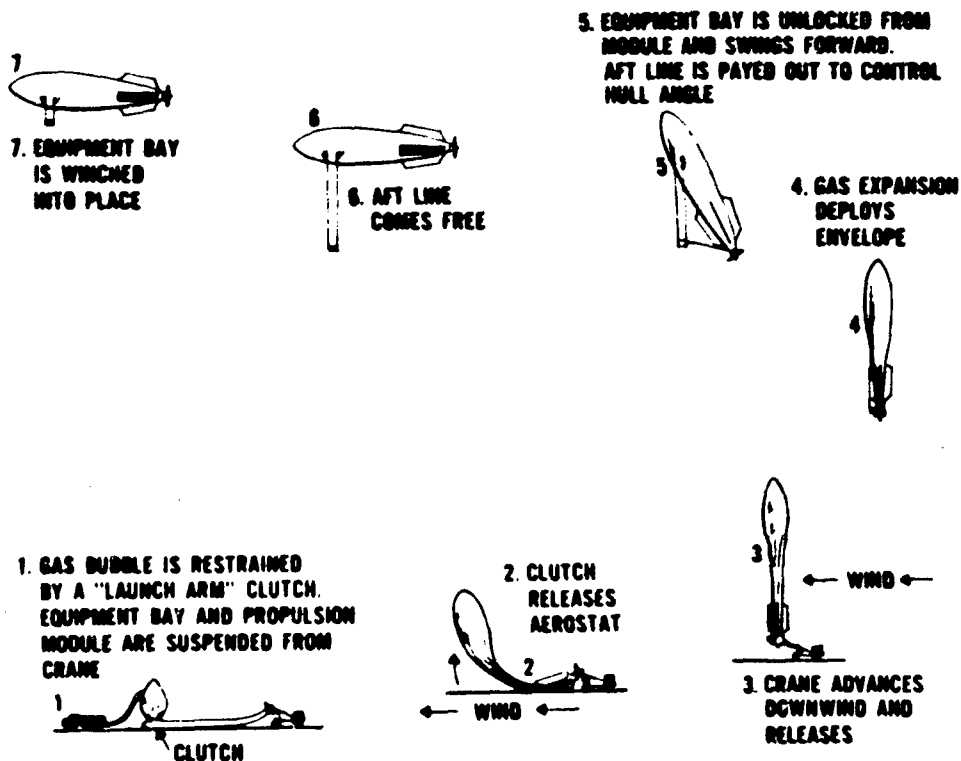 1. GAS BUBBLE IS RESTRAINED
BY A "LAUNCH ARM" CLUTCH.
EQUIPMENT BAY AND PROPULSION
MODULE ARE SUSPENDED FROM
CRANE
1
CLUTCH
2. CLUTCH
RELEASES
AEROSTAT
2
WIND
3
WIND
3. CRANE ADVANCES
DOWNWIND AND
RELEASES
4. GAS EXPANSION
DEPLOYS
ENVELOPE
4
5. EQUIPMENT BAY IS UNLOCKED FROM
MODULE AND SWINGS FORWARD.
AFT LINE IS PAYED OUT TO CONTROL
HULL ANGLE
5
6
6. AFT LINE
COMES FREE
7
7. EQUIPMENT BAY
IS WINCHED
INTO PLACE